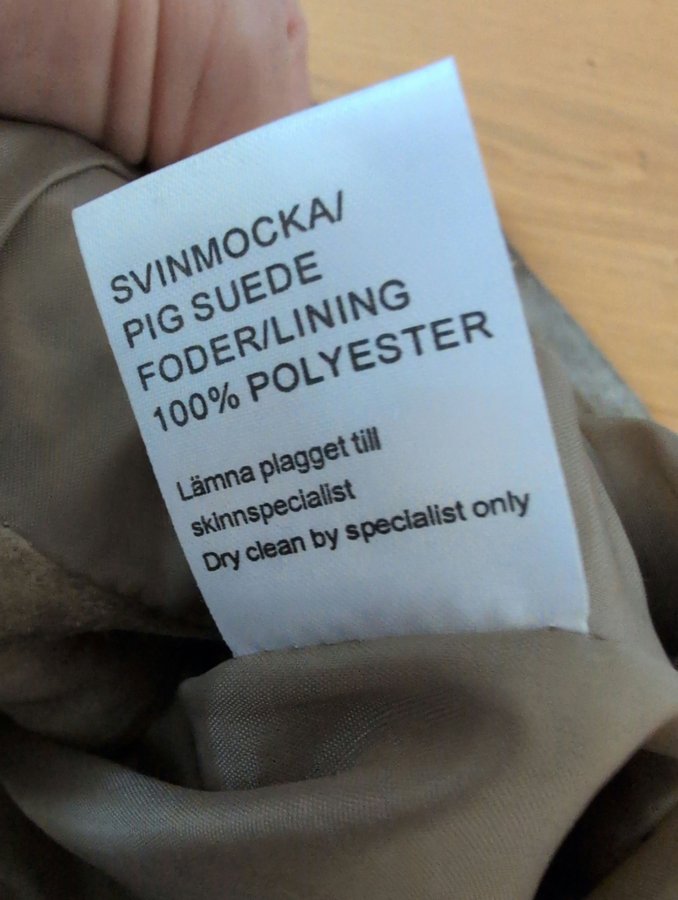 SVINMOCKA/
PIG SUEDE
FODER/LINING
100% POLYESTER
Lämna plagget till
skinnspecialist
Dry clean by specialist only